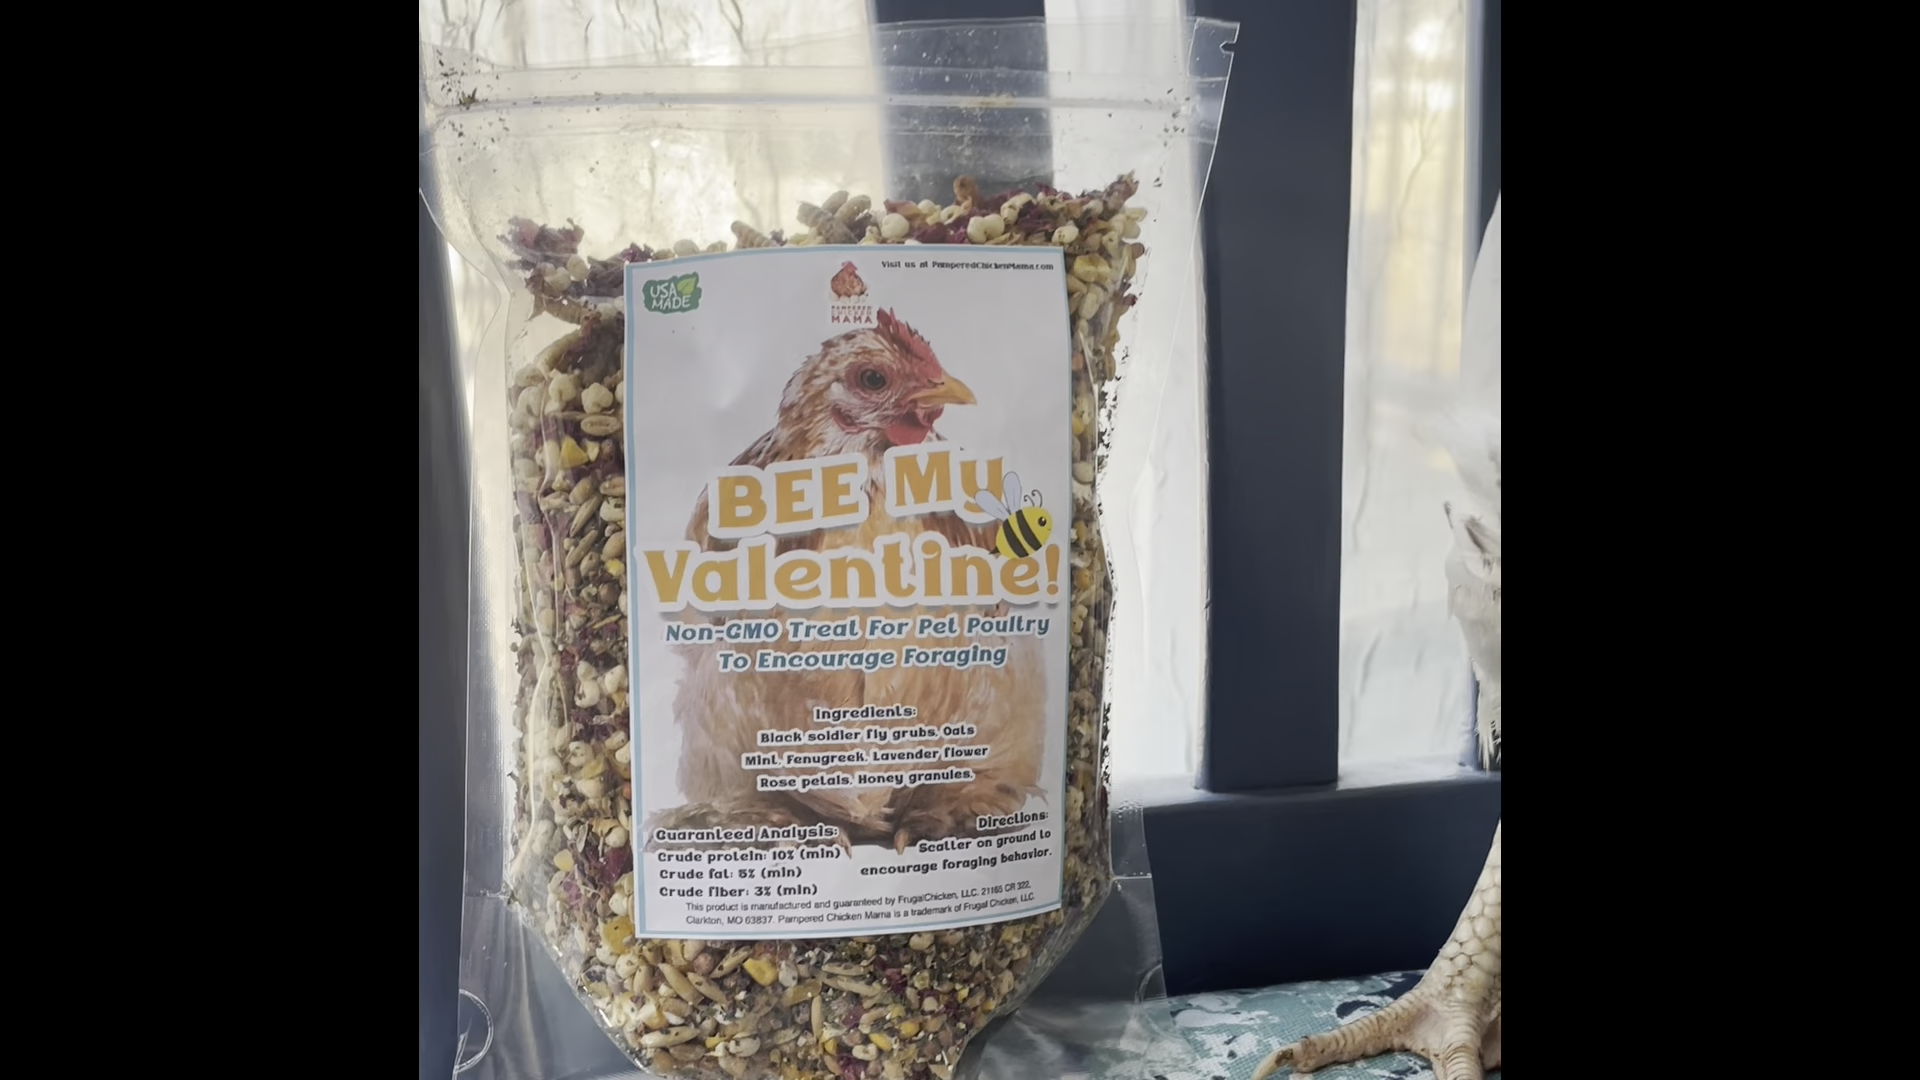 Visit us at PamperedChickenMama.com
USA
MADE
PAMPERED
CHICKEN
MAMA
BEE My
Valentine!
Non-GMO Treat For Pet Poultry
To Encourage Foraging
Ingredients:
Black soldier fly grubs, Oats
Mint, Fenugreek, Lavender flower
Rose petals, Honey granules.
Guaranteed Analysis:
Crude protein: 10% (min)
Crude fat: 5% (min)
Crude fiber: 3% (min)
Directions:
Scatter on ground to
encourage foraging behavior.
This product is manufactured and guaranteed by FrugalChicken, LLC. 21165 CR 322,
Clarkton, MO 63837. Pampered Chicken Mama is a trademark of Frugal Chicken, LLC.